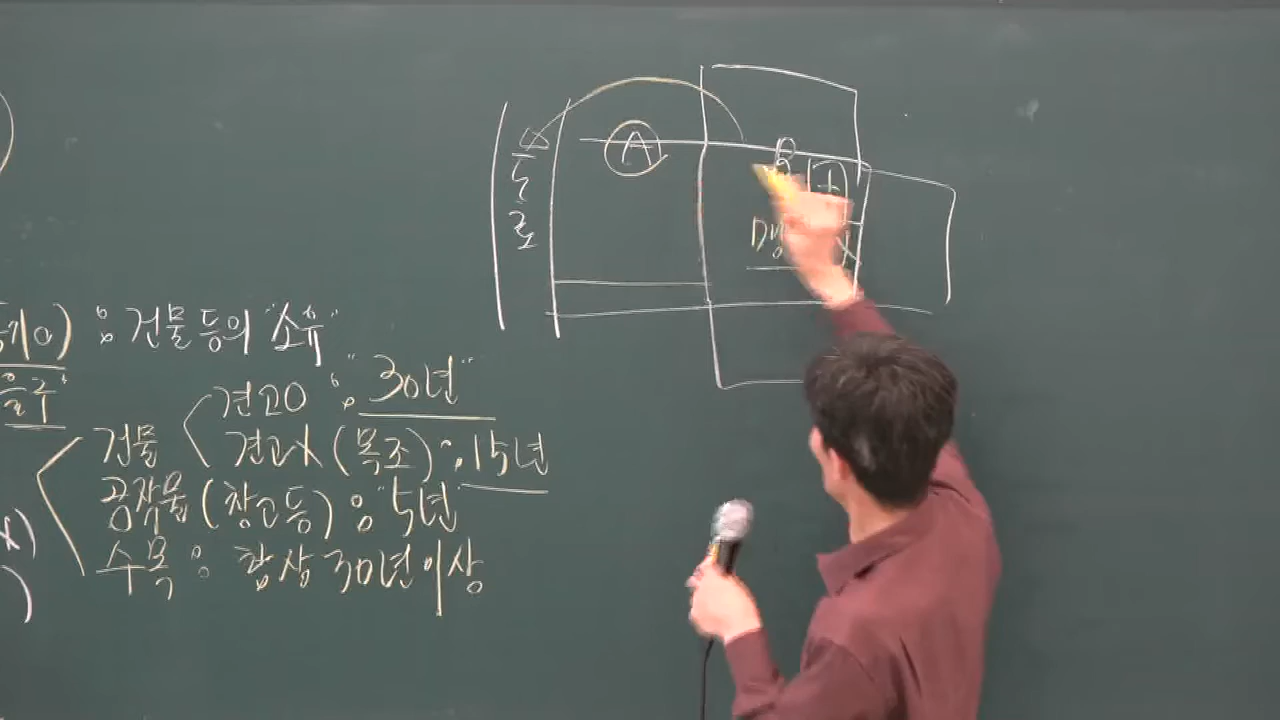 : 건물 등의 "소유"
견고O : "30년"
건물
견고X (목조) : 15년
공작물 (창고등) : "5년"
수목 : 항상 30년 이상
도로
A
B